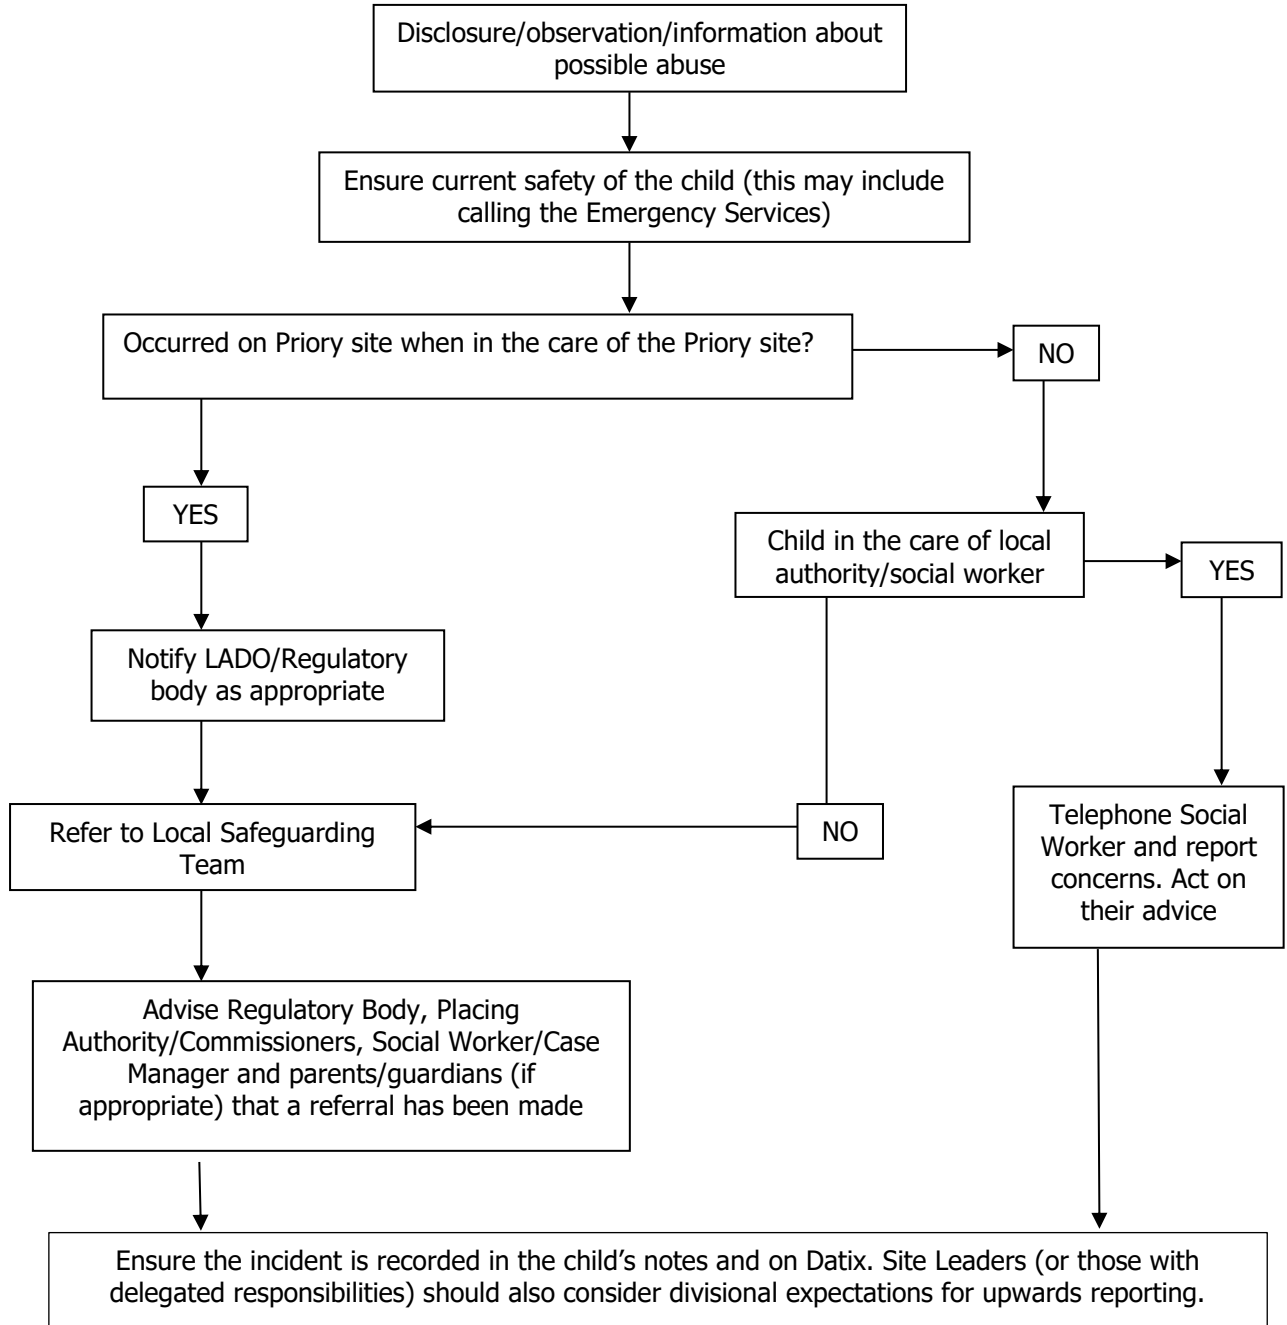 Disclosure/observation/information about
possible abuse
Ensure current safety of the child (this may include
calling the Emergency Services)
Occurred on Priory site when in the care of the Priory site?
NO
YES
Child in the care of local
authority/social worker
YES
Notify LADO/Regulatory
body as appropriate
Refer to Local Safeguarding
Team
NO
Telephone Social
Worker and report
concerns. Act on
their advice
Advise Regulatory Body, Placing
Authority/Commissioners, Social Worker/Case
Manager and parents/guardians (if
appropriate) that a referral has been made
Ensure the incident is recorded in the child’s notes and on Datix. Site Leaders (or those with
delegated responsibilities) should also consider divisional expectations for upwards reporting.